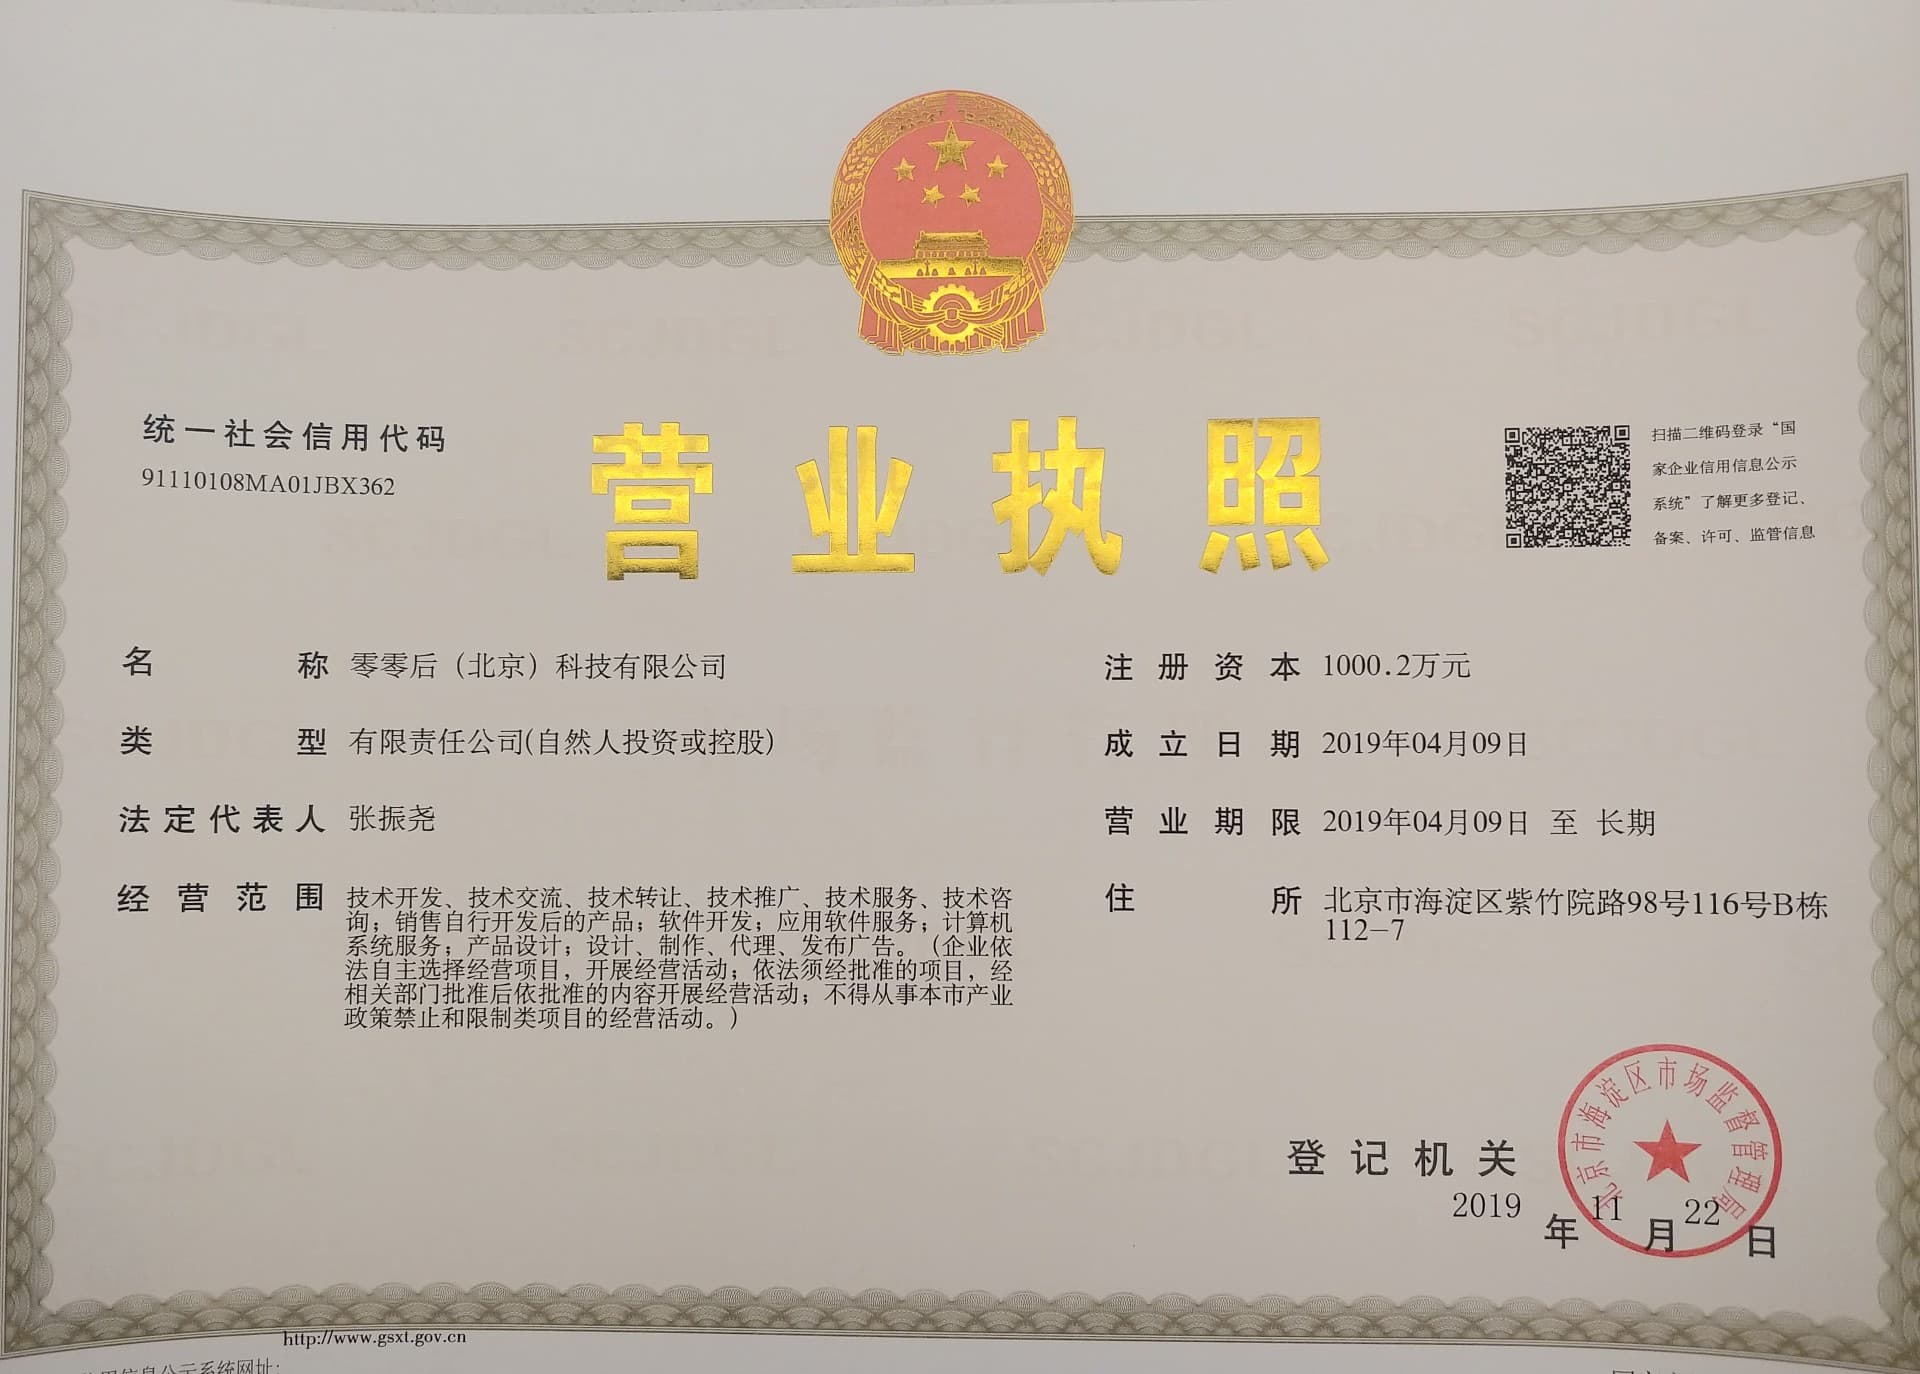 统一社会信用代码
91110108MA01JBX362
营业执照
扫描二维码登录“国
家企业信用信息公示
系统”了解更多登记、
备案、许可、监管信息
名称 零零后（北京）科技有限公司
类型 有限责任公司(自然人投资或控股)
法定代表人 张振尧
经营范围 技术开发、技术交流、技术转让、技术推广、技术服务、技术咨
询；销售自行开发后的产品；软件开发；应用软件服务；计算机
系统服务；产品设计；设计、制作、代理、发布广告。（企业依
法自主选择经营项目，开展经营活动；依法须经批准的项目，经
相关部门批准后依批准的内容开展经营活动；不得从事本市产业
政策禁止和限制类项目的经营活动。）
注册资本 1000.2万元
成立日期 2019年04月09日
营业期限 2019年04月09日 至 长期
住所 北京市海淀区紫竹院路98号116号B栋
112-7
登记机关
北京市海淀区市场监督管理局
2019年11月22日
http://www.gsxt.gov.cn
用信息公示系统网址:
SCJDGL